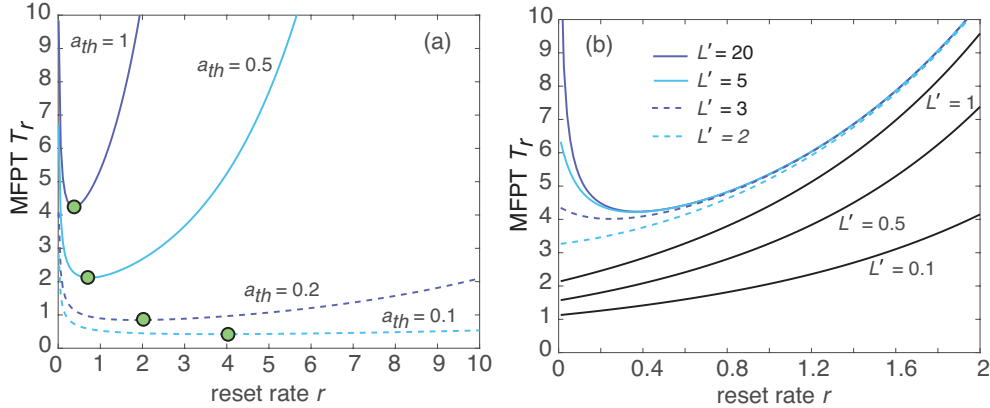 (a)
a_th = 1
a_th = 0.5
a_th = 0.2
a_th = 0.1
MFPT T_r
10
9
8
7
6
5
4
3
2
1
0
0 1 2 3 4 5 6 7 8 9 10
reset rate r
(b)
L′ = 20
L′ = 5
L′ = 3
L′ = 2
L′ = 1
L′ = 0.5
L′ = 0.1
MFPT T_r
10
9
8
7
6
5
4
3
2
1
0
0 0.4 0.8 1.2 1.6 2
reset rate r